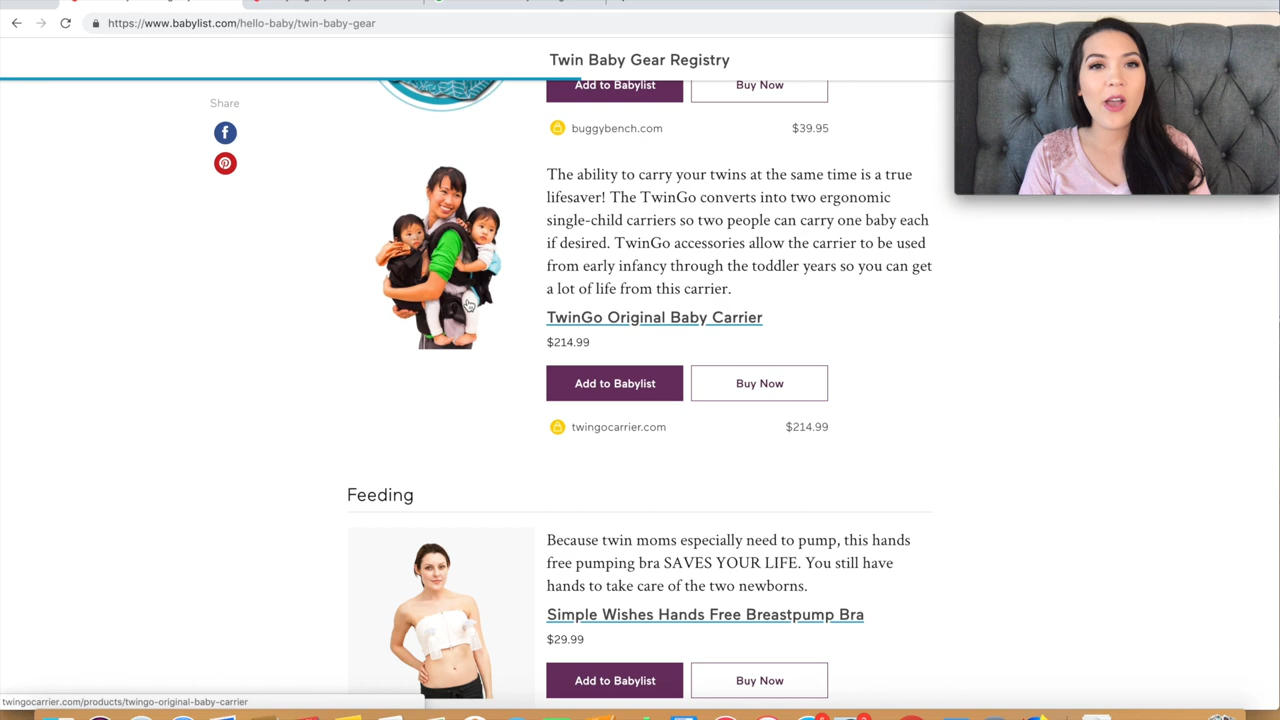 https://www.babylist.com/hello-baby/twin-baby-gear
Twin Baby Gear Registry
Share
Add to Babylist
Buy Now
buggybench.com
$39.95
The ability to carry your twins at the same time is a true
lifesaver! The TwinGo converts into two ergonomic
single-child carriers so two people can carry one baby each
if desired. TwinGo accessories allow the carrier to be used
from early infancy through the toddler years so you can get
a lot of life from this carrier.
TwinGo Original Baby Carrier
$214.99
Add to Babylist
Buy Now
twingocarrier.com
$214.99
Feeding
Because twin moms especially need to pump, this hands
free pumping bra SAVES YOUR LIFE. You still have
hands to take care of the two newborns.
Simple Wishes Hands Free Breastpump Bra
$29.99
Add to Babylist
Buy Now
twingocarrier.com/products/twingo-original-baby-carrier